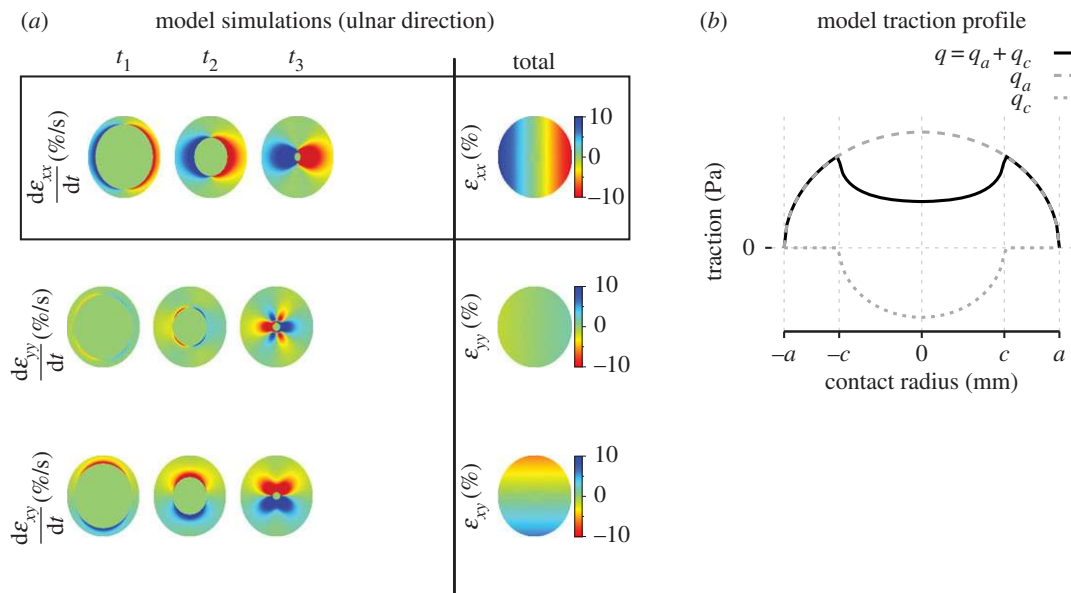 (a) model simulations (ulnar direction)
t1 t2 t3 total
dεxx/dt (%/s)
εxx (%)
10
0
−10
dεyy/dt (%/s)
εyy (%)
10
0
−10
dεxy/dt (%/s)
εxy (%)
10
0
−10
(b) model traction profile
q = qa + qc
qa
qc
traction (Pa)
0
−a −c 0 c a
contact radius (mm)